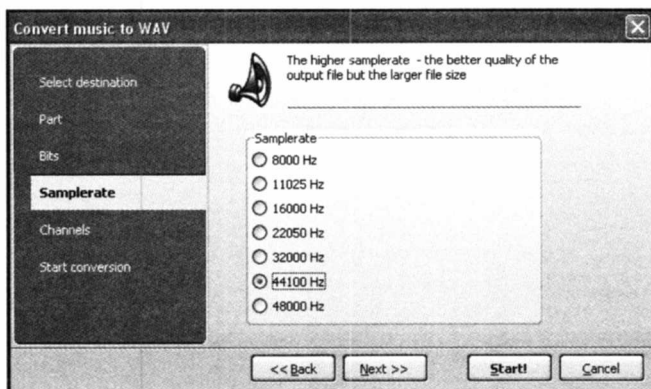 Convert music to WAV
Select destination
Part
Bits
Samplerate
Channels
Start conversion
The higher samplerate - the better quality of the
output file but the larger file size
Samplerate
8000 Hz
11025 Hz
16000 Hz
22050 Hz
32000 Hz
44100 Hz
48000 Hz
<< Back
Next >>
Start!
Cancel